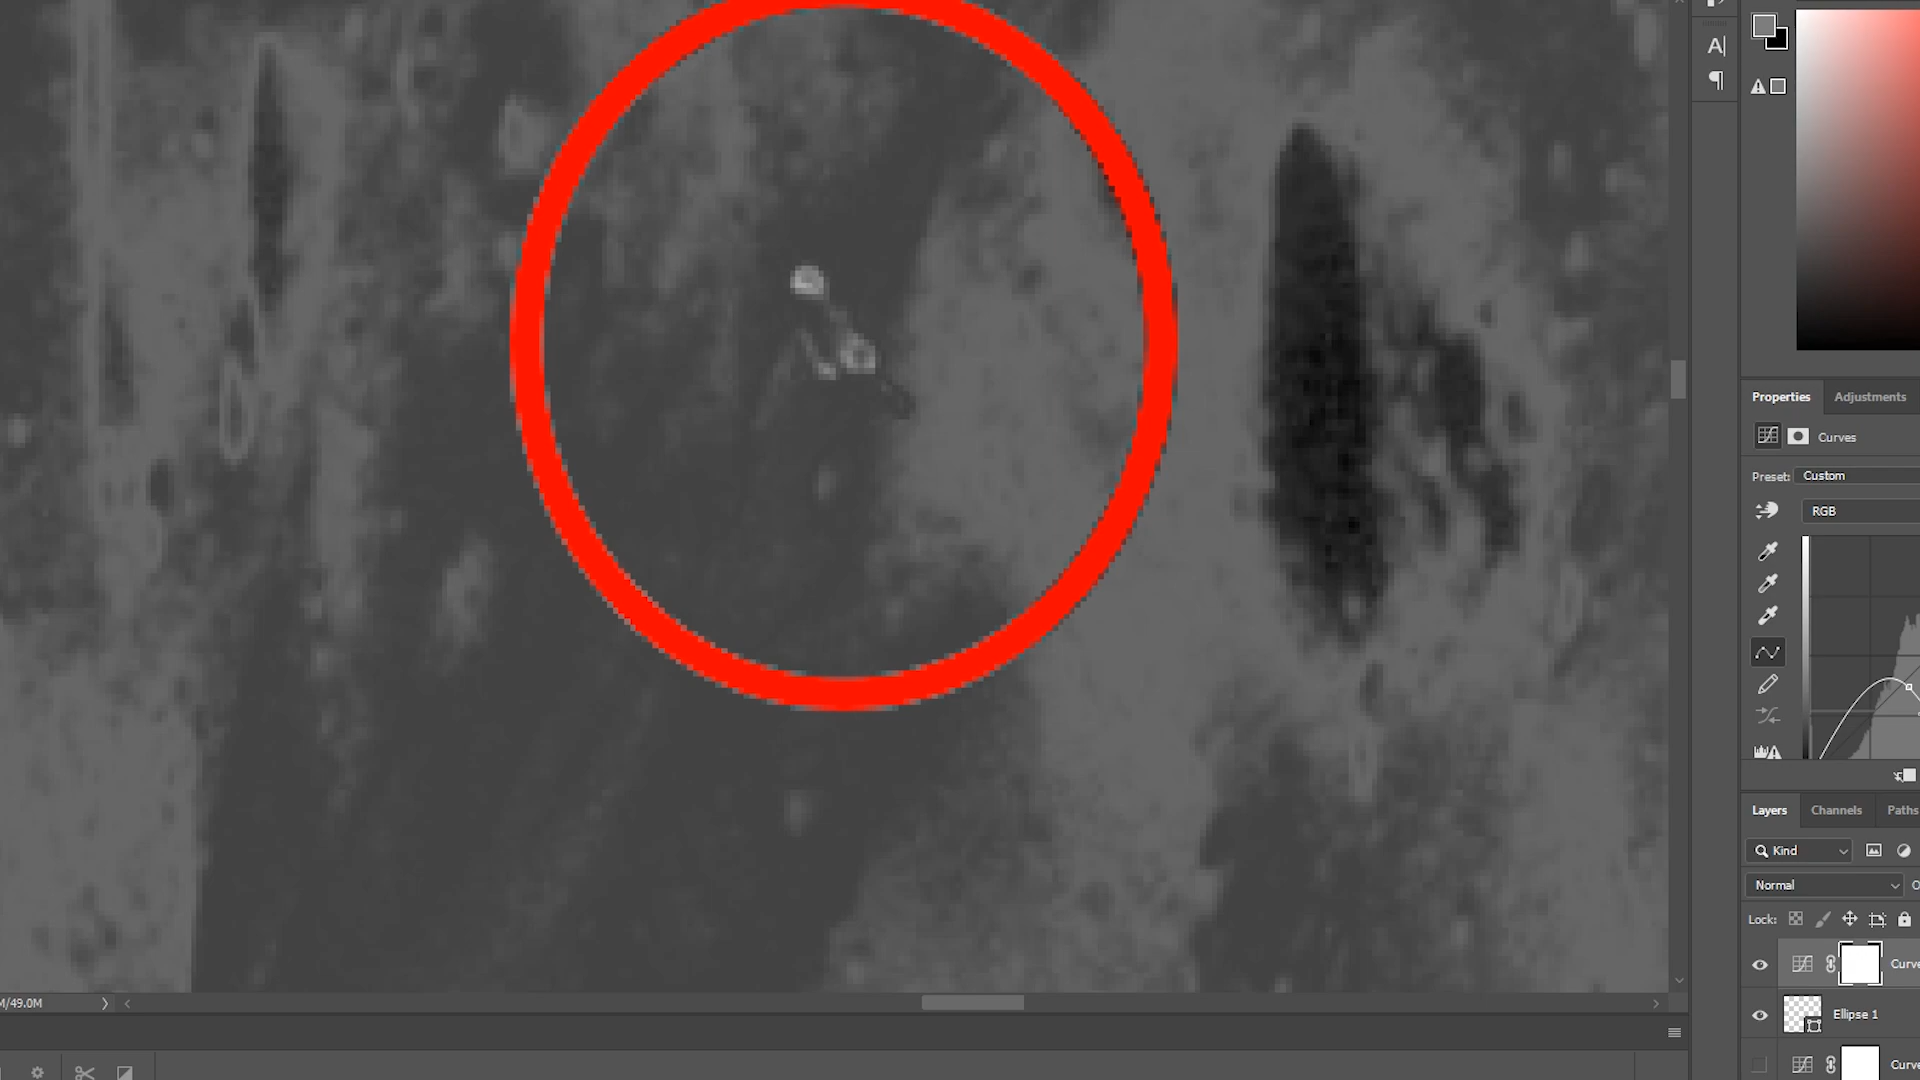 A|
¶
Properties
Adjustments
Curves
Preset: Custom
RGB
Layers
Channels
Paths
Kind
Normal
Lock:
Curve
Ellipse 1
Curve
M/49.0M